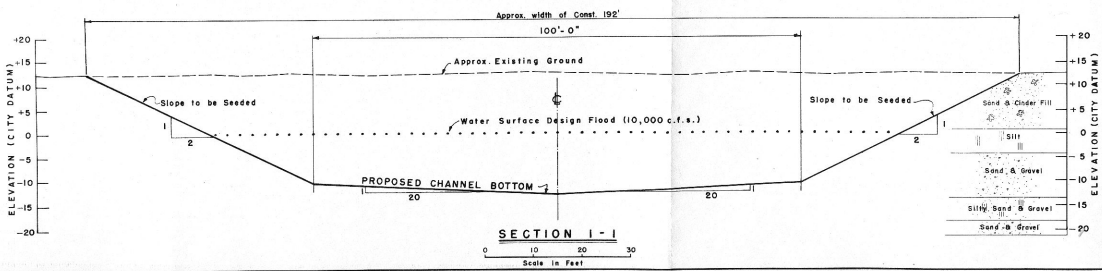 Approx. width of Const. 192'
100'-0"
ELEVATION (CITY DATUM)
+20
+15
+10
+5
0
-5
-10
-15
-20
Approx. Existing Ground
Slope to be Seeded
1
2
℄
Water Surface Design Flood (10,000 c.f.s.)
Slope to be Seeded
1
2
PROPOSED CHANNEL BOTTOM
1
20
20
1
Sand & Cinder Fill
Silt
Sand & Gravel
Silty, Sand & Gravel
Sand & Gravel
+20
+15
+10
+5
0
-5
-10
-15
-20
ELEVATION (CITY DATUM)
SECTION 1-1
0 10 20 30
Scale in Feet